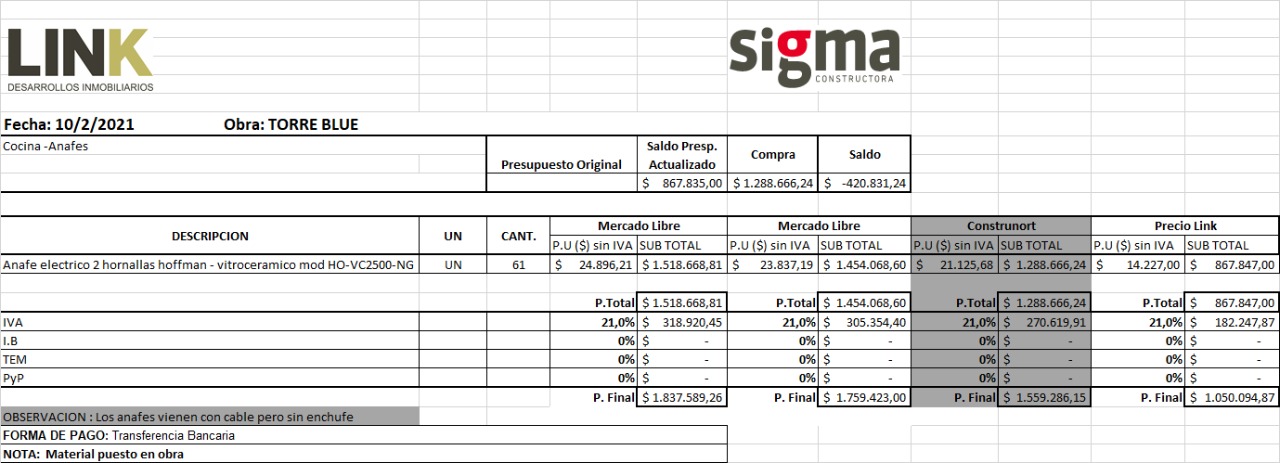 LINK
DESARROLLOS INMOBILIARIOS
sigma
CONSTRUCTORA
Fecha: 10/2/2021 Obra: TORRE BLUE
Cocina -Anafes
Presupuesto Original Saldo Presp. Actualizado Compra Saldo
$ 867.835,00 $ 1.288.666,24 $ -420.831,24
DESCRIPCION UN CANT. Mercado Libre Mercado Libre Construnort Precio Link
P.U ($) sin IVA SUB TOTAL P.U ($) sin IVA SUB TOTAL P.U ($) sin IVA SUB TOTAL P.U ($) sin IVA SUB TOTAL
Anafe electrico 2 hornallas hoffman - vitroceramico mod HO-VC2500-NG UN 61 $ 24.896,21 $ 1.518.668,81 $ 23.837,19 $ 1.454.068,60 $ 21.125,68 $ 1.288.666,24 $ 14.227,00 $ 867.847,00
P.Total $ 1.518.668,81 P.Total $ 1.454.068,60 P.Total $ 1.288.666,24 P.Total $ 867.847,00
IVA 21,0% $ 318.920,45 21,0% $ 305.354,40 21,0% $ 270.619,91 21,0% $ 182.247,87
I.B 0% $ - 0% $ - 0% $ - 0% $ -
TEM 0% $ - 0% $ - 0% $ - 0% $ -
PyP 0% $ - 0% $ - 0% $ - 0% $ -
P. Final $ 1.837.589,26 P. Final $ 1.759.423,00 P. Final $ 1.559.286,15 P. Final $ 1.050.094,87
OBSERVACION : Los anafes vienen con cable pero sin enchufe
FORMA DE PAGO: Transferencia Bancaria
NOTA: Material puesto en obra